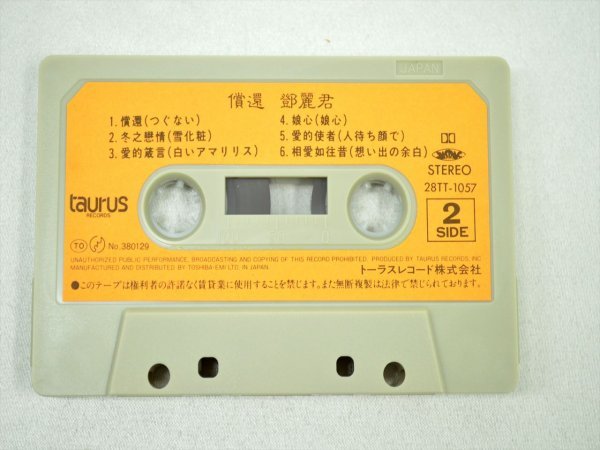 JAPAN
償還 鄧麗君
1.償還(つぐない)
2.冬之戀情(雪化粧)
3.愛的箴言(白いアマリリス)
4.娘心(娘心)
5.愛的使者(人待ち顔で)
6.相愛如往昔(想い出の余白)
STEREO
28TT-1057
taurus
RECORDS
2
SIDE
TO No.380129
UNAUTHORIZED PUBLIC PERFORMANCE, BROADCASTING AND COPYING OF THIS RECORD PROHIBITED. PRODUCED BY TAURUS RECORDS, INC
MANUFACTURED AND DISTRIBUTED BY TOSHIBA-EMI LTD. IN JAPAN.
トーラスレコード株式会社
●このテープは権利者の許諾なく賃貸業に使用することを禁じます。また無断複製は法律で禁じられております。